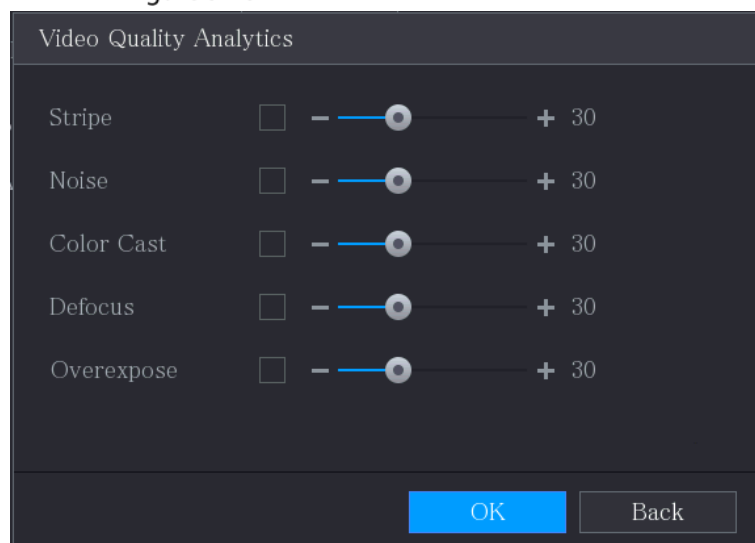 Video Quality Analytics
Stripe 30
Noise 30
Color Cast 30
Defocus 30
Overexpose 30
OK Back